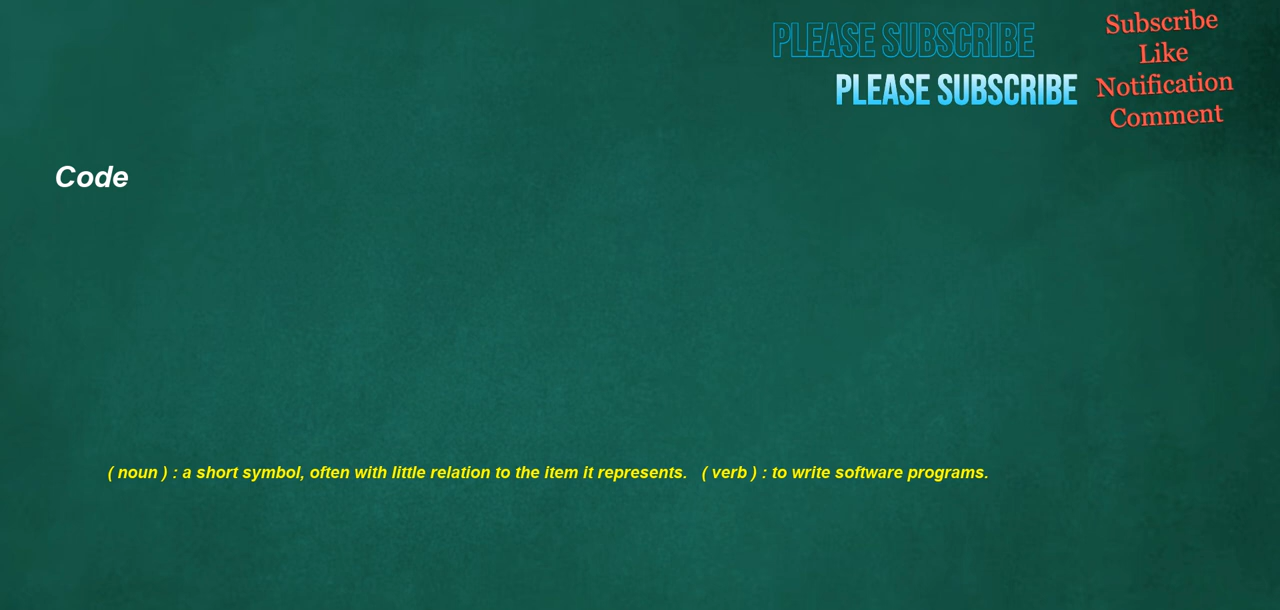 PLEASE SUBSCRIBE
PLEASE SUBSCRIBE
Subscribe
Like
Notification
Comment
Code
( noun ) : a short symbol, often with little relation to the item it represents.   ( verb ) : to write software programs.